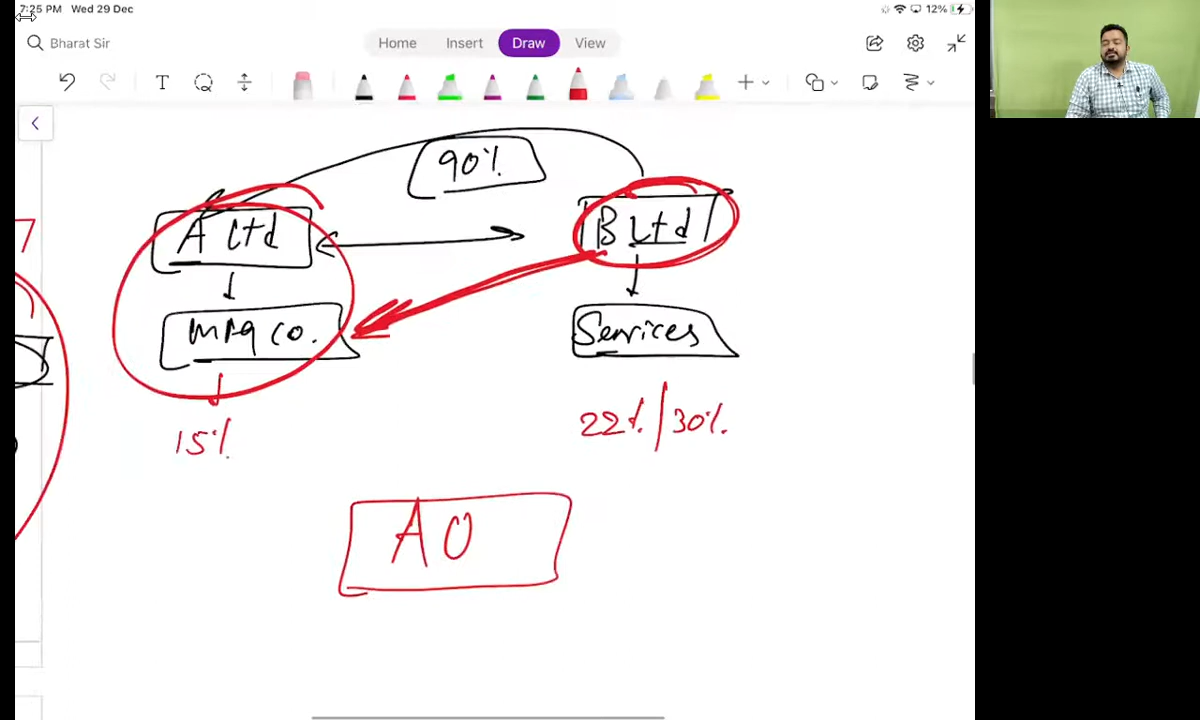 7:25 PM Wed 29 Dec
12%
Bharat Sir
Home Insert Draw View
T
90%
A Ltd
B Ltd
7
Mfg co.
Services
15%
22% / 30%
AO